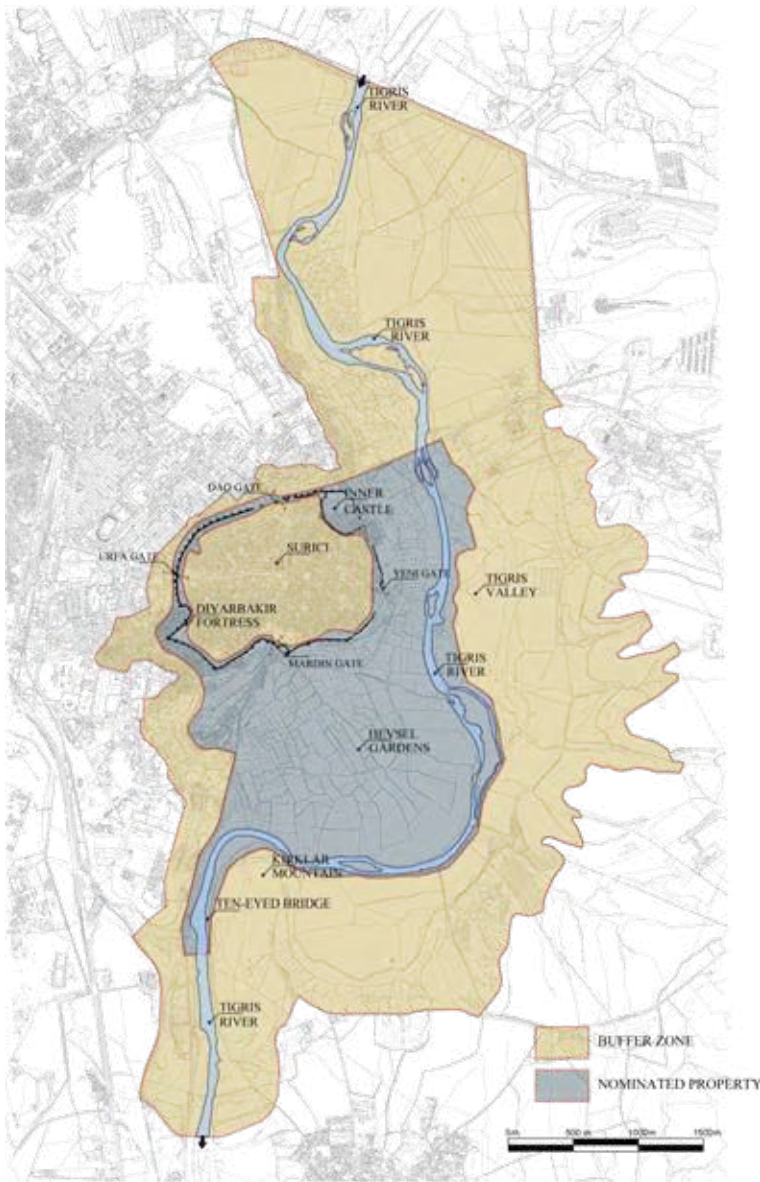 TIGRIS
RIVER
TIGRIS
RIVER
DAG GATE
INNER
CASTLE
SURICI
URFA GATE
YENI GATE
TIGRIS
VALLEY
DIYARBAKIR
FORTRESS
MARDIN GATE
TIGRIS
RIVER
HEVSEL
GARDENS
KIRKLAR
MOUNTAIN
TEN-EYED BRIDGE
TIGRIS
RIVER
BUFFER ZONE
NOMINATED PROPERTY
500 m
1000m
1500m